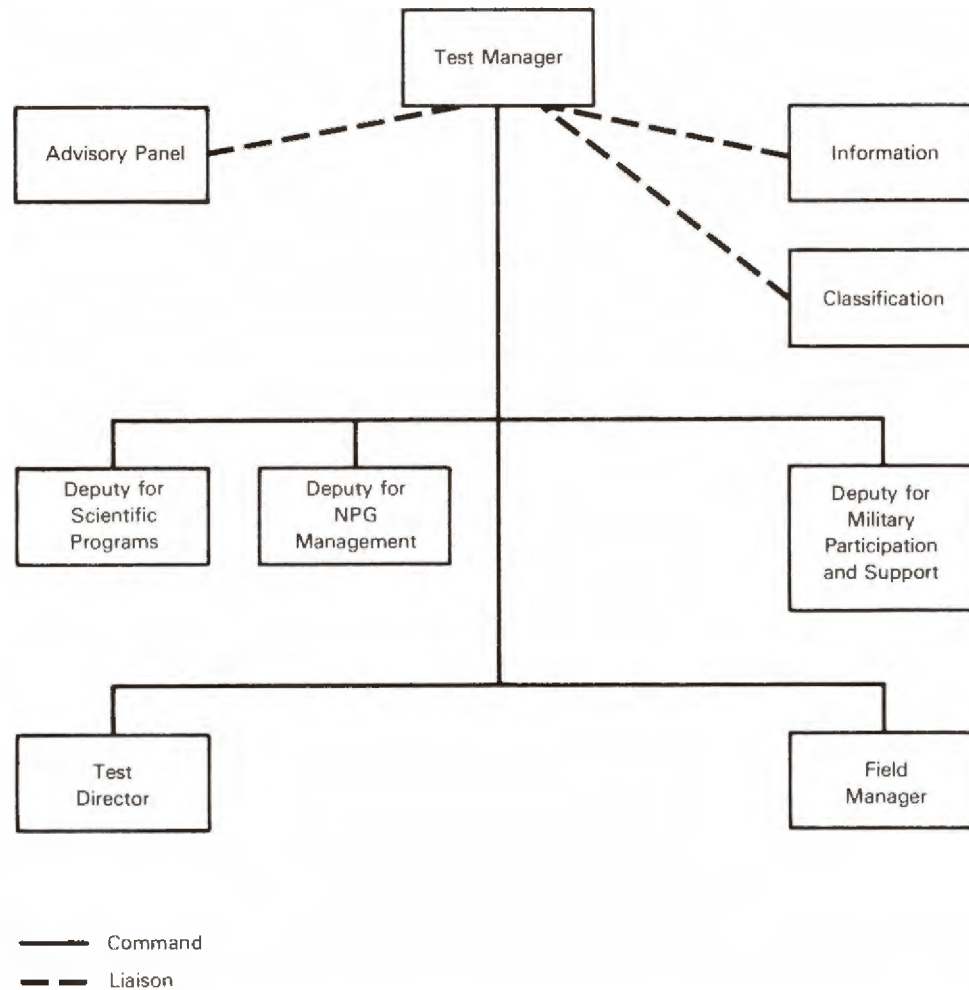 Test Manager
Advisory Panel
Information
Classification
Deputy for
Scientific
Programs
Deputy for
NPG
Management
Deputy for
Military
Participation
and Support
Test
Director
Field
Manager
Command
Liaison